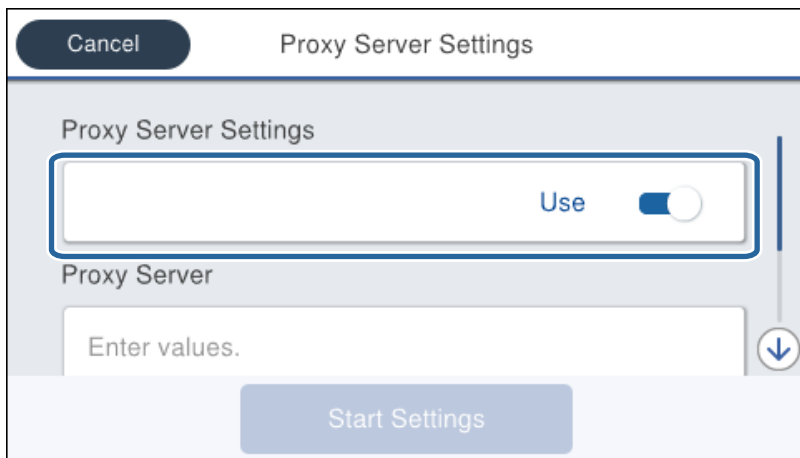 Cancel
Proxy Server Settings
Proxy Server Settings
Use
Proxy Server
Enter values.
Start Settings